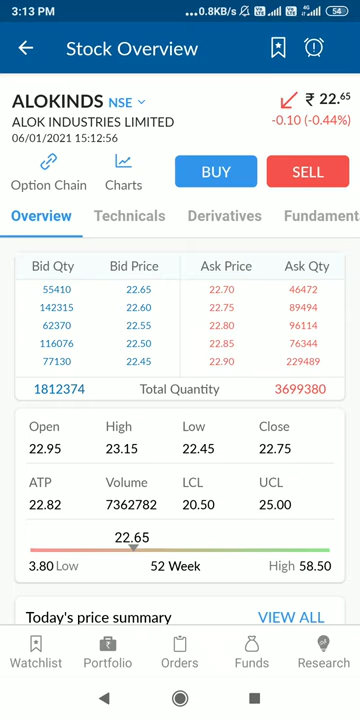 3:13 PM ...0.8KB/s 54
Stock Overview
ALOKINDS NSE
₹ 22.65
ALOK INDUSTRIES LIMITED
-0.10 (-0.44%)
06/01/2021 15:12:56
Option Chain Charts BUY SELL
Overview Technicals Derivatives Fundament
Bid Qty Bid Price Ask Price Ask Qty
55410 22.65 22.70 46472
142315 22.60 22.75 89494
62370 22.55 22.80 96114
116076 22.50 22.85 76344
77130 22.45 22.90 229489
1812374 Total Quantity 3699380
Open High Low Close
22.95 23.15 22.45 22.75
ATP Volume LCL UCL
22.82 7362782 20.50 25.00
22.65
3.80 Low 52 Week High 58.50
Today's price summary VIEW ALL
Watchlist Portfolio Orders Funds Research